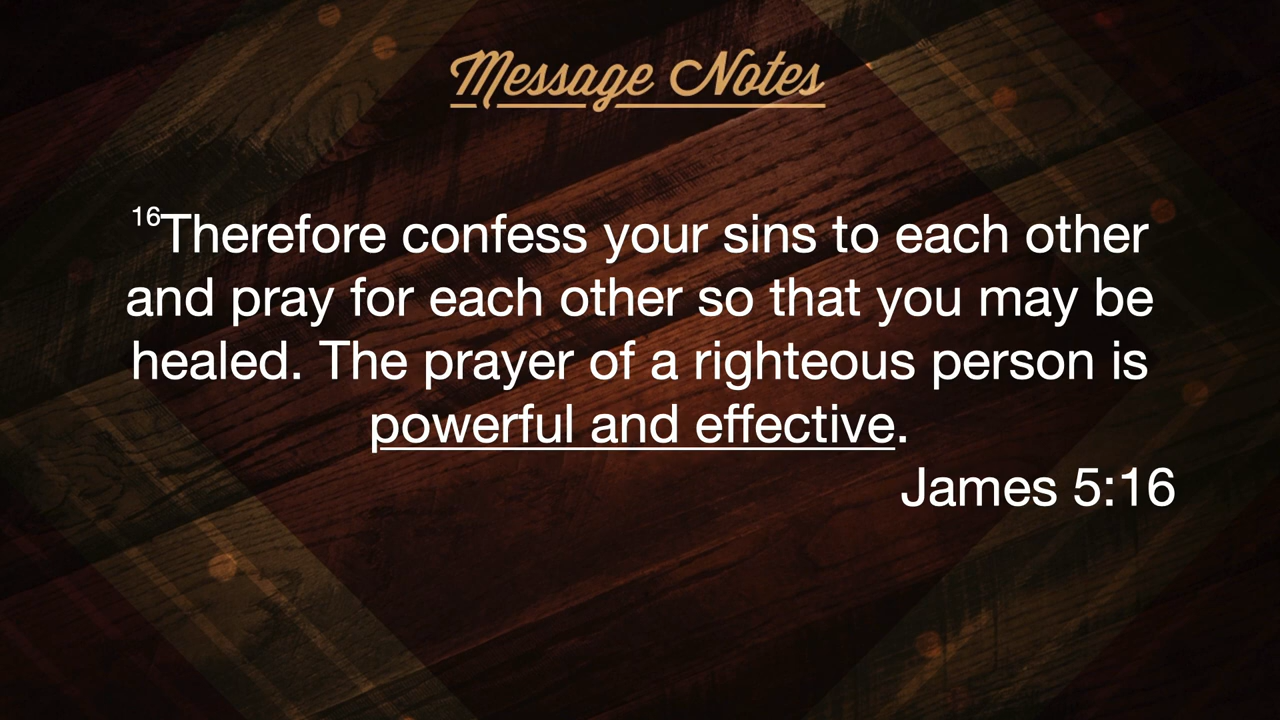 Message Notes
16Therefore confess your sins to each other
and pray for each other so that you may be
healed. The prayer of a righteous person is
powerful and effective.
James 5:16